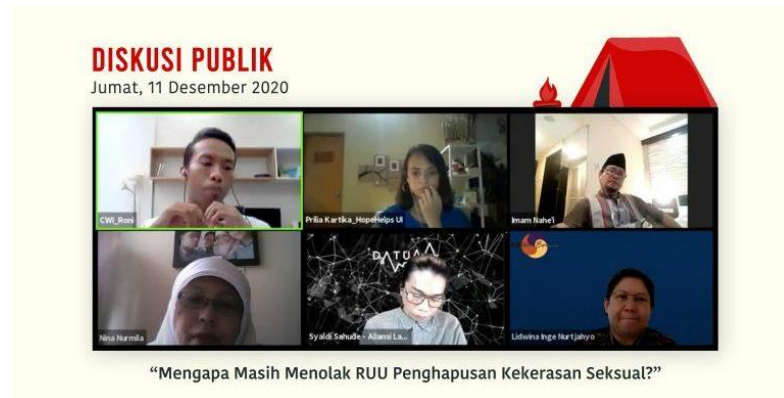 DISKUSI PUBLIK
Jumat, 11 Desember 2020
CWI_Roni
Prilia Kartika_HopeHelps UI
Imam Nahe'i
DATUAA
Nina Nurmila
Syaldi Sahude - Aliansi La...
Lidwina Inge Nurtjahyo
“Mengapa Masih Menolak RUU Penghapusan Kekerasan Seksual?”